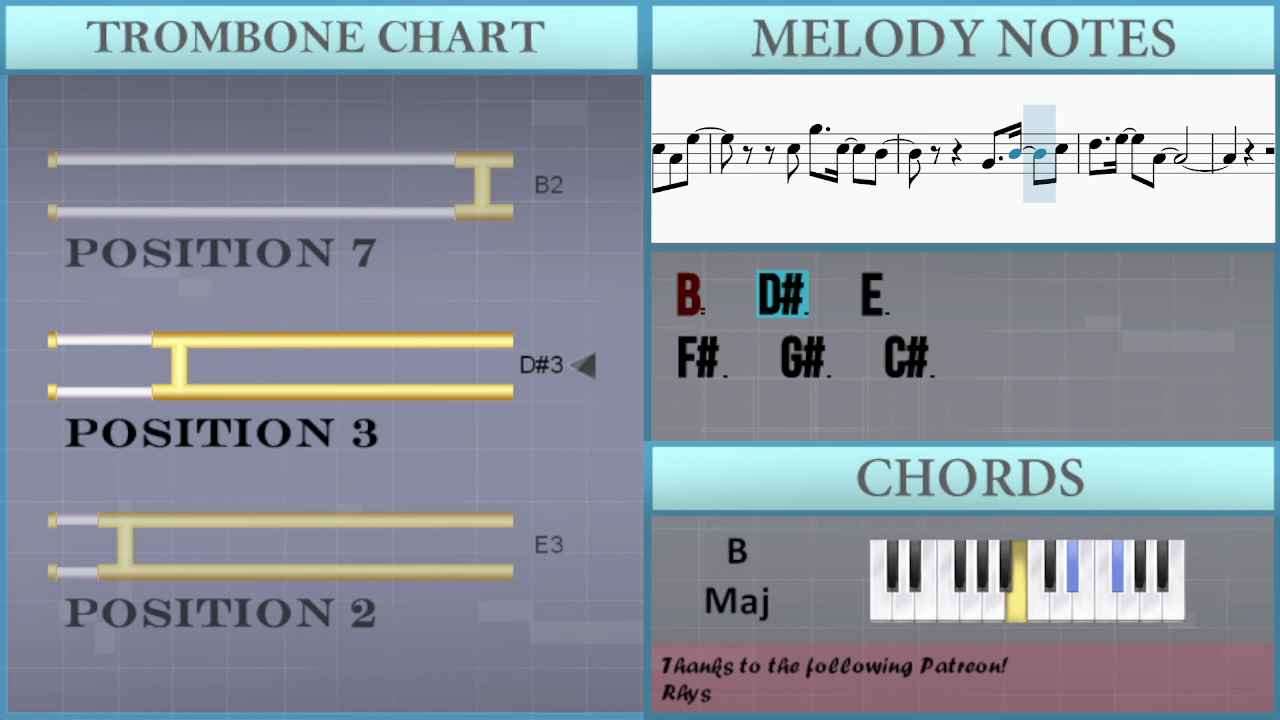 TROMBONE CHART
B2
POSITION 7
D#3
POSITION 3
E3
POSITION 2
MELODY NOTES
B D# E
F# G# C#
CHORDS
B
Maj
Thanks to the following Patreon!
Rhys